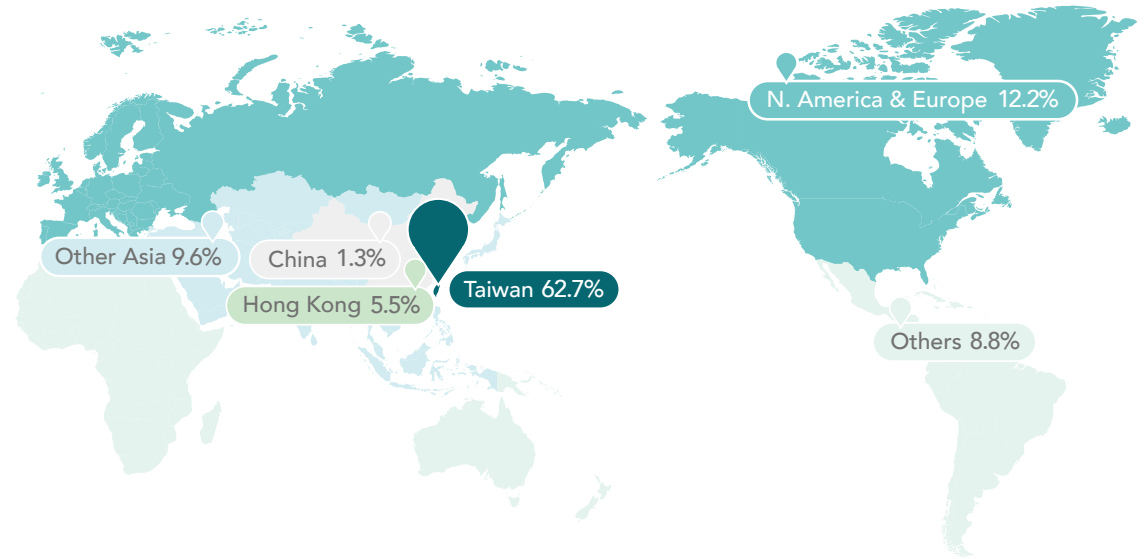 N. America & Europe 12.2%
Other Asia 9.6%
China 1.3%
Taiwan 62.7%
Hong Kong 5.5%
Others 8.8%